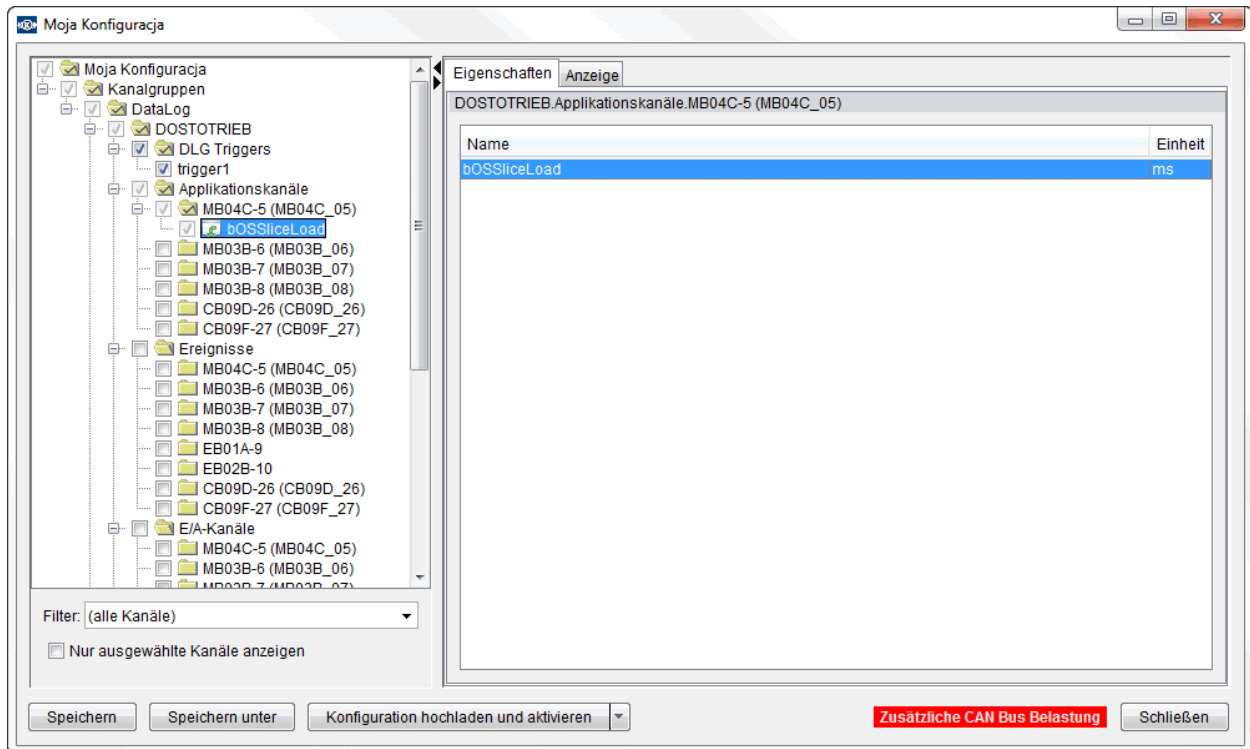 Moja Konfiguracja
Moja Konfiguracja
Kanalgruppen
DataLog
DOSTOTRIEB
DLG Triggers
trigger1
Applikationskanäle
MB04C-5 (MB04C_05)
bOSSliceLoad
MB03B-6 (MB03B_06)
MB03B-7 (MB03B_07)
MB03B-8 (MB03B_08)
CB09D-26 (CB09D_26)
CB09F-27 (CB09F_27)
Ereignisse
MB04C-5 (MB04C_05)
MB03B-6 (MB03B_06)
MB03B-7 (MB03B_07)
MB03B-8 (MB03B_08)
EB01A-9
EB02B-10
CB09D-26 (CB09D_26)
CB09F-27 (CB09F_27)
E/A-Kanäle
MB04C-5 (MB04C_05)
MB03B-6 (MB03B_06)
MB03B-7 (MB03B_07)
Filter: (alle Kanäle)
Nur ausgewählte Kanäle anzeigen
Eigenschaften Anzeige
DOSTOTRIEB.Applikationskanäle.MB04C-5 (MB04C_05)
Name Einheit
bOSSliceLoad ms
Speichern Speichern unter Konfiguration hochladen und aktivieren Zusätzliche CAN Bus Belastung Schließen